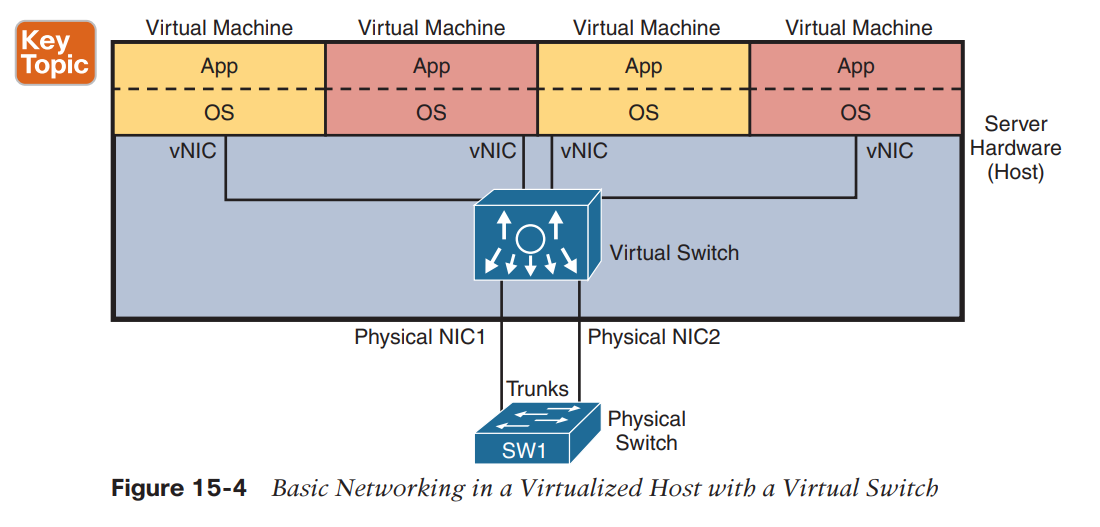 Key
Topic
Virtual Machine Virtual Machine Virtual Machine Virtual Machine
App App App App
OS OS OS OS
vNIC vNIC vNIC vNIC
Server
Hardware
(Host)
Virtual Switch
Physical NIC1 Physical NIC2
Trunks
Physical
Switch
SW1
Figure 15-4 Basic Networking in a Virtualized Host with a Virtual Switch